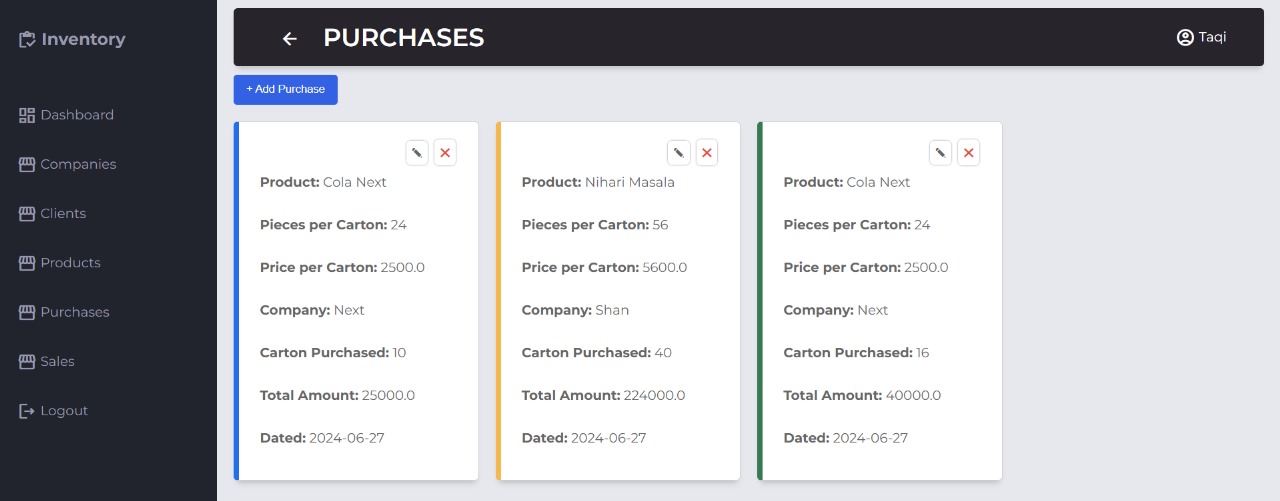 Inventory
Dashboard
Companies
Clients
Products
Purchases
Sales
Logout
PURCHASES
Taqi
+ Add Purchase
Product: Cola Next
Pieces per Carton: 24
Price per Carton: 2500.0
Company: Next
Carton Purchased: 10
Total Amount: 25000.0
Dated: 2024-06-27
Product: Nihari Masala
Pieces per Carton: 56
Price per Carton: 5600.0
Company: Shan
Carton Purchased: 40
Total Amount: 224000.0
Dated: 2024-06-27
Product: Cola Next
Pieces per Carton: 24
Price per Carton: 2500.0
Company: Next
Carton Purchased: 16
Total Amount: 40000.0
Dated: 2024-06-27